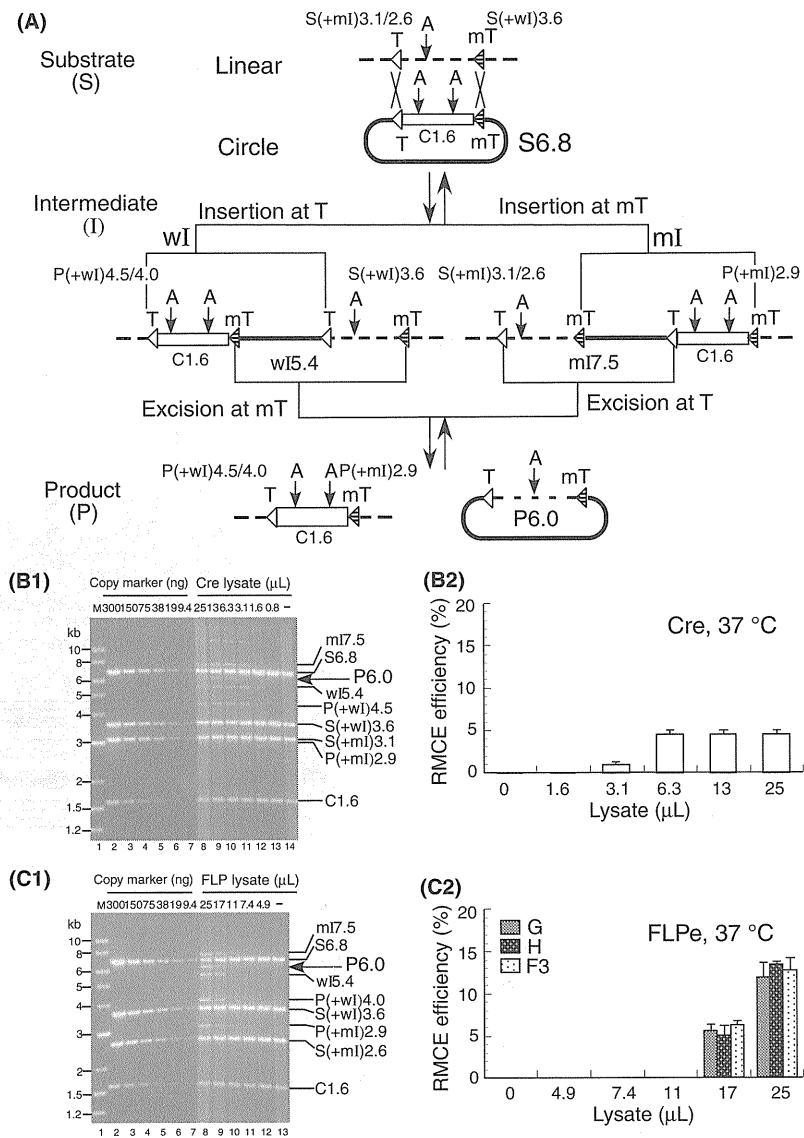 (A)
S(+mI)3.1/2.6 S(+wI)3.6
A
T mT
Substrate
(S)
Linear
A A
C1.6
T mT
S6.8
Circle
Intermediate
(I)
Insertion at T Insertion at mT
wI mI
P(+wI)4.5/4.0 S(+wI)3.6 S(+mI)3.1/2.6 P(+mI)2.9
A A A A A A
T mT T mT T mT T mT
C1.6 wI5.4 mI7.5 C1.6
Excision at mT Excision at T
Product
(P)
P(+wI)4.5/4.0 A A P(+mI)2.9
T mT
C1.6
A
T mT
P6.0
(B1)
Copy marker (ng) Cre lysate (μL)
M 300 150 75 38 19 9.4 25 13 6.3 3.1 1.6 0.8 –
kb
10
8
6
5
4
3
2
1.5
1.2
mI7.5
S6.8
P6.0
wI5.4
P(+wI)4.5
S(+wI)3.6
S(+mI)3.1
P(+mI)2.9
C1.6
1 2 3 4 5 6 7 8 9 10 11 12 13 14
(B2)
RMCE efficiency (%)
20
15
10
5
0
Cre, 37 °C
0 1.6 3.1 6.3 13 25
Lysate (μL)
(C1)
Copy marker (ng) FLP lysate (μL)
M 300 150 75 38 19 9.4 25 17 11 7.4 4.9 –
kb
10
8
6
5
4
3
2
1.5
1.2
mI7.5
S6.8
P6.0
wI5.4
P(+wI)4.0
S(+wI)3.6
P(+mI)2.9
S(+mI)2.6
C1.6
1 2 3 4 5 6 7 8 9 10 11 12 13
(C2)
RMCE efficiency (%)
20
15
10
5
0
G
H
F3
FLPe, 37 °C
0 4.9 7.4 11 17 25
Lysate (μL)